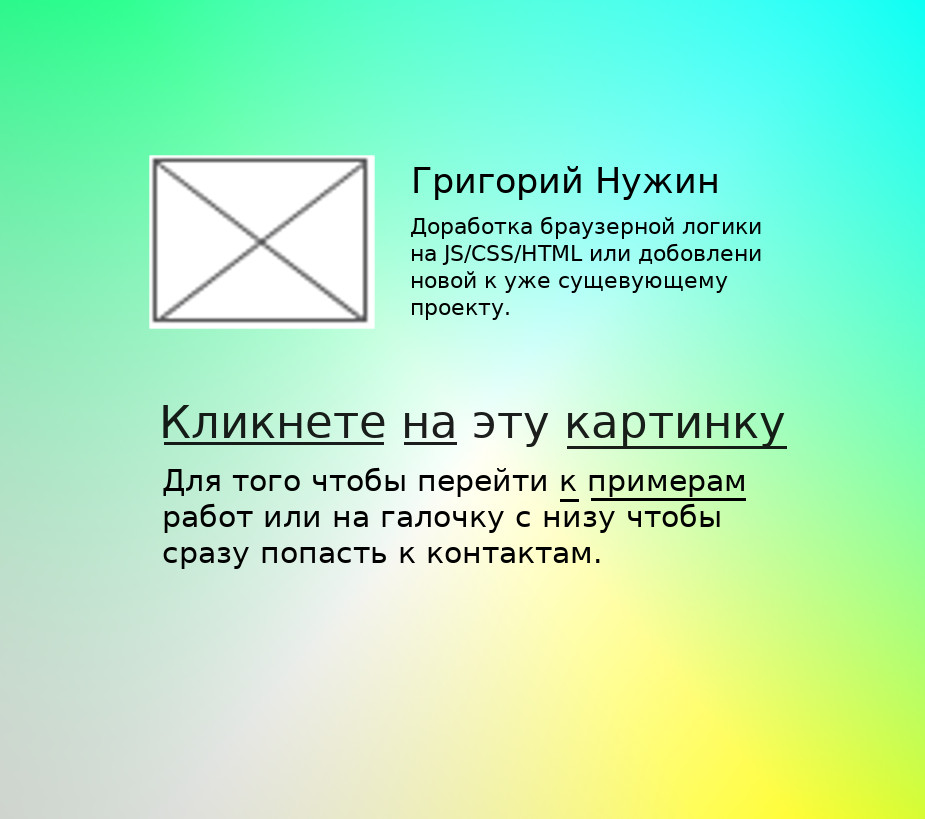 Григорий Нужин
Доработка браузерной логики
на JS/CSS/HTML или добовлени
новой к уже сущевующему
проекту.
Кликнете на эту картинку
Для того чтобы перейти к примерам
работ или на галочку с низу чтобы
сразу попасть к контактам.